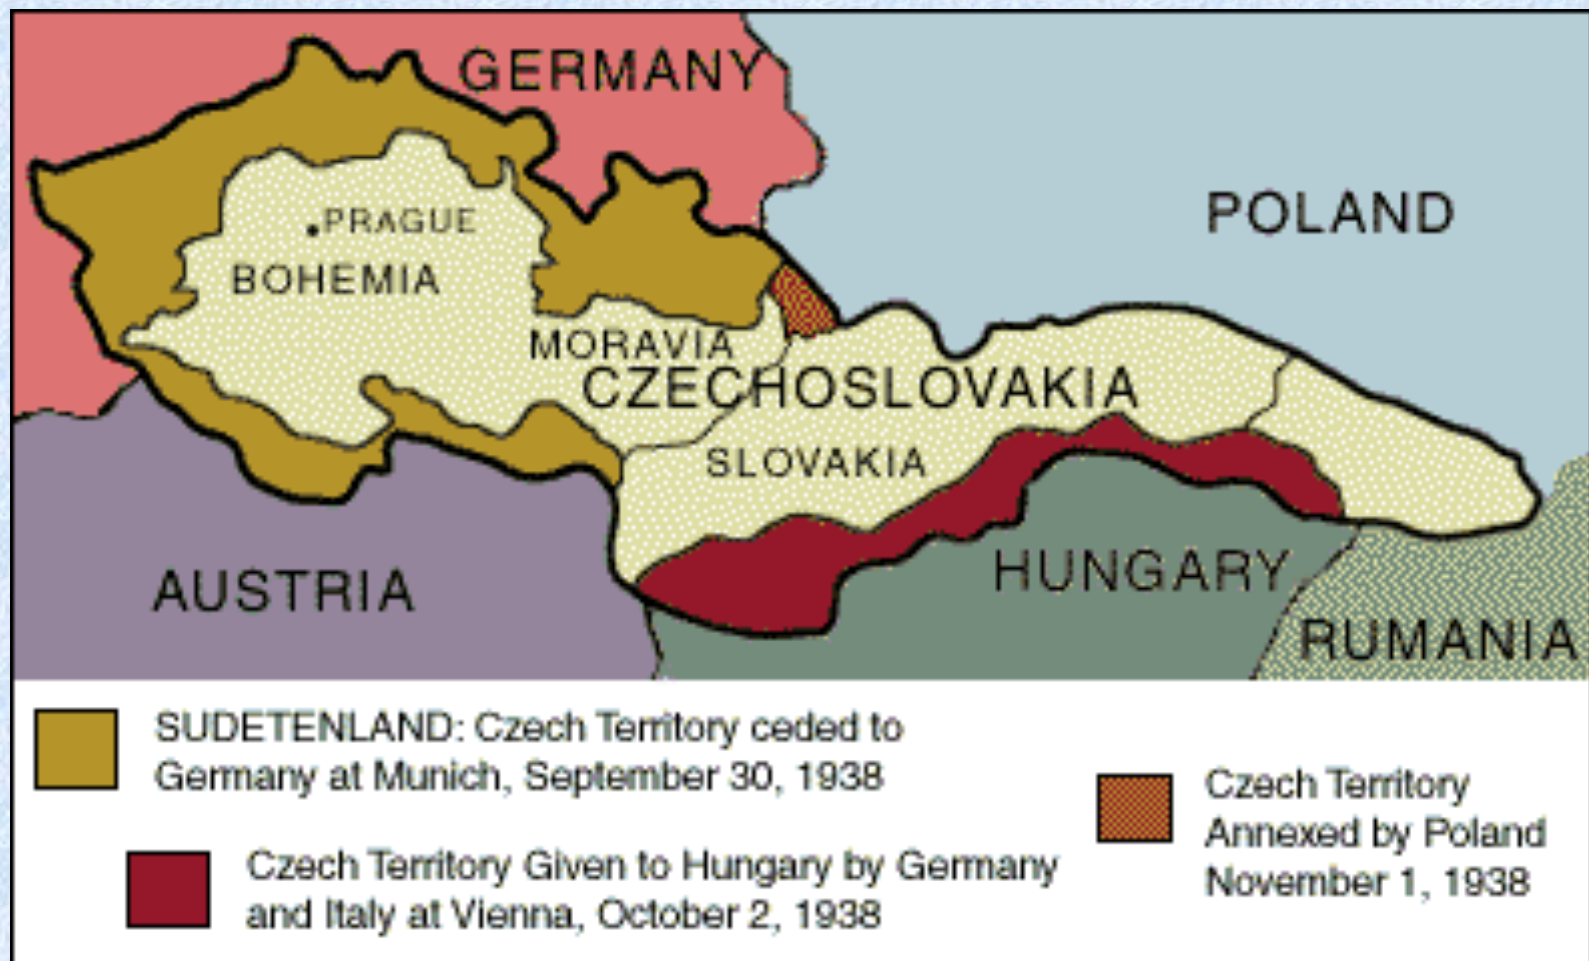 GERMANY
POLAND
PRAGUE
BOHEMIA
MORAVIA
CZECHOSLOVAKIA
SLOVAKIA
AUSTRIA
HUNGARY
RUMANIA
SUDETENLAND: Czech Territory ceded to
Germany at Munich, September 30, 1938
Czech Territory Given to Hungary by Germany
and Italy at Vienna, October 2, 1938
Czech Territory
Annexed by Poland
November 1, 1938